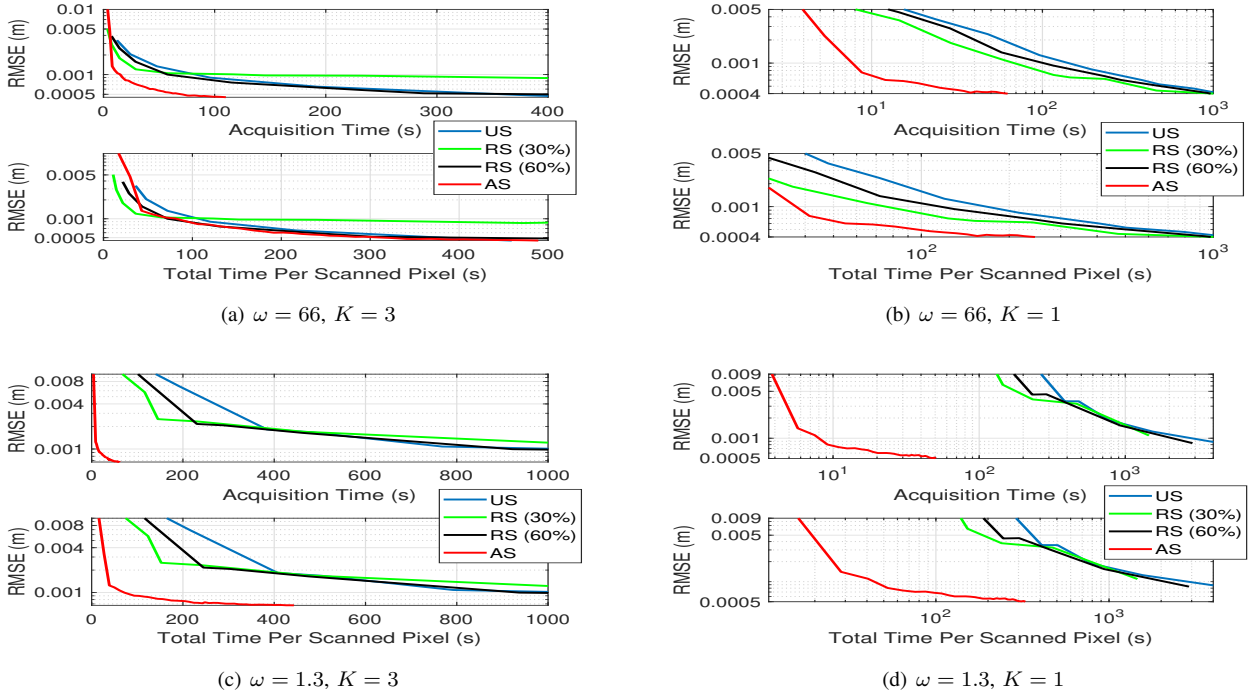 0.01
0.005
0.001
0.0005
RMSE (m)
0 100 200 300 400
Acquisition Time (s)
US
RS (30%)
RS (60%)
AS
0.005
0.001
0.0005
RMSE (m)
0 100 200 300 400 500
Total Time Per Scanned Pixel (s)
(a) ω = 66, K = 3
0.005
0.0004
RMSE (m)
10^1 10^2 10^3
Acquisition Time (s)
US
RS (30%)
RS (60%)
AS
0.005
0.0004
RMSE (m)
10^2 10^3
Total Time Per Scanned Pixel (s)
(b) ω = 66, K = 1
0.008
0.004
0.001
RMSE (m)
0 200 400 600 800 1000
Acquisition Time (s)
US
RS (30%)
RS (60%)
AS
0.008
0.004
0.001
RMSE (m)
0 200 400 600 800 1000
Total Time Per Scanned Pixel (s)
(c) ω = 1.3, K = 3
0.009
0.005
0.001
0.0005
RMSE (m)
10^1 10^2 10^3
Acquisition Time (s)
US
RS (30%)
RS (60%)
AS
0.009
0.005
0.0005
RMSE (m)
10^2 10^3
Total Time Per Scanned Pixel (s)
(d) ω = 1.3, K = 1